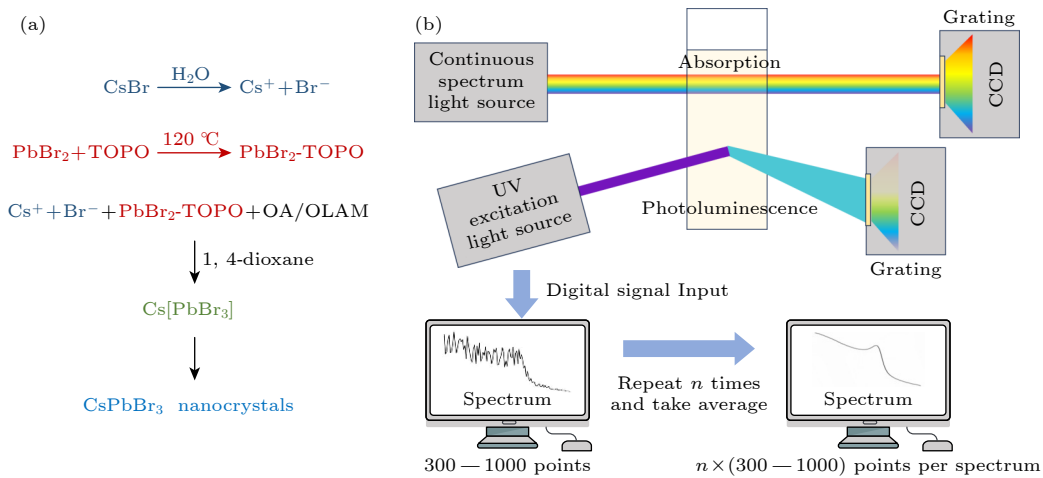 (a)
CsBr H₂O Cs⁺+Br⁻
PbBr₂+TOPO 120 ℃ PbBr₂-TOPO
Cs⁺+Br⁻+PbBr₂-TOPO+OA/OLAM
1, 4-dioxane
Cs[PbBr₃]
CsPbBr₃ nanocrystals
(b)
Continuous
spectrum
light source
Absorption
Grating
CCD
UV
excitation
light source
Photoluminescence
CCD
Grating
Digital signal Input
Spectrum
300—1000 points
Repeat n times
and take average
Spectrum
n×(300—1000) points per spectrum